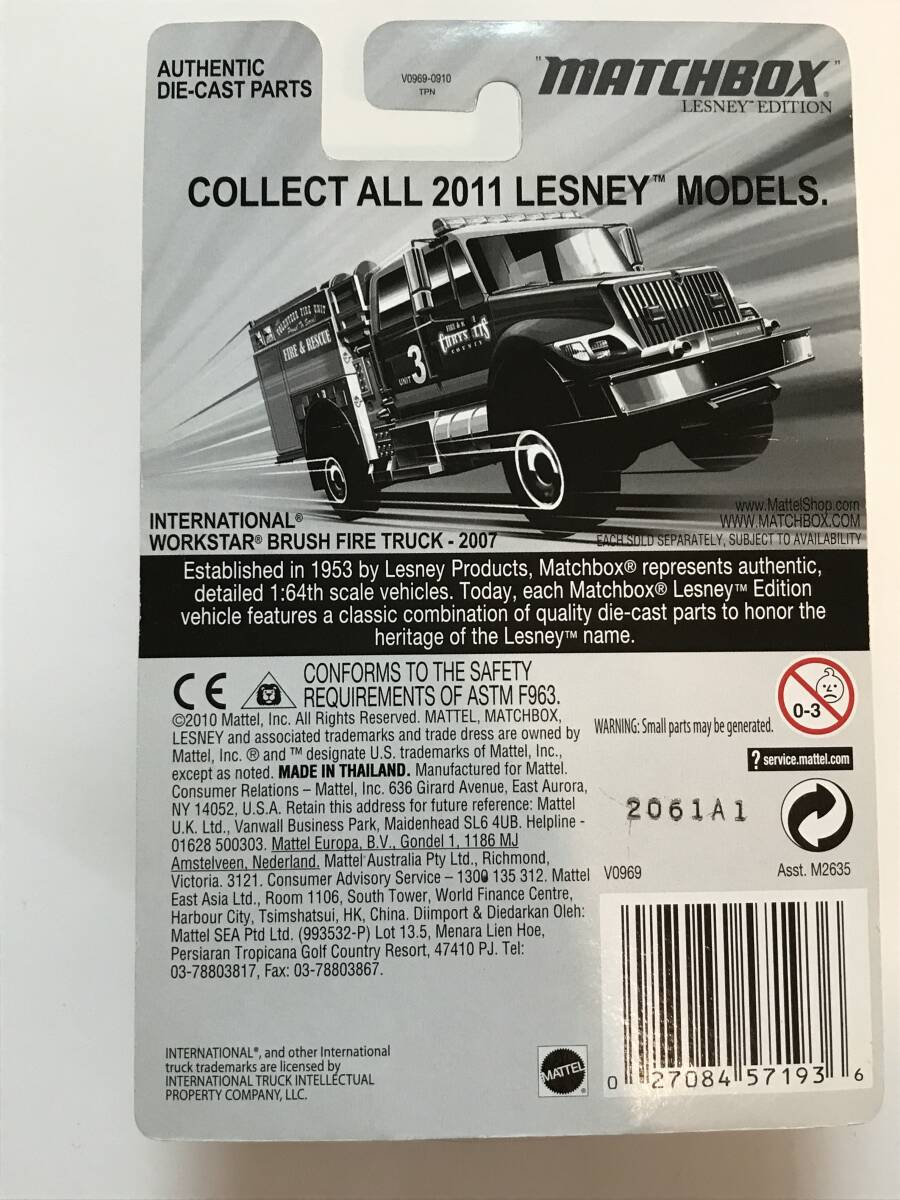 AUTHENTIC
DIE-CAST PARTS
V0969-0910
TPN
"MATCHBOX"®
LESNEY™ EDITION
COLLECT ALL 2011 LESNEY™ MODELS.
VOLUNTEER FIRE UNIT
FIRE & RESCUE
UNIT 3
COUNTY
INTERNATIONAL®
WORKSTAR® BRUSH FIRE TRUCK - 2007
www.MattelShop.com
WWW.MATCHBOX.COM
EACH SOLD SEPARATELY, SUBJECT TO AVAILABILITY
Established in 1953 by Lesney Products, Matchbox® represents authentic,
detailed 1:64th scale vehicles. Today, each Matchbox® Lesney™ Edition
vehicle features a classic combination of quality die-cast parts to honor the
heritage of the Lesney™ name.
CE
CONFORMS TO THE SAFETY
REQUIREMENTS OF ASTM F963.
©2010 Mattel, Inc. All Rights Reserved. MATTEL, MATCHBOX,
LESNEY and associated trademarks and trade dress are owned by
Mattel, Inc. ® and ™ designate U.S. trademarks of Mattel, Inc.,
except as noted. MADE IN THAILAND. Manufactured for Mattel.
Consumer Relations – Mattel, Inc. 636 Girard Avenue, East Aurora,
NY 14052, U.S.A. Retain this address for future reference: Mattel
U.K. Ltd., Vanwall Business Park, Maidenhead SL6 4UB. Helpline -
01628 500303. Mattel Europa, B.V., Gondel 1, 1186 MJ
Amstelveen, Nederland. Mattel Australia Pty Ltd., Richmond,
Victoria. 3121. Consumer Advisory Service – 1300 135 312. Mattel
East Asia Ltd., Room 1106, South Tower, World Finance Centre,
Harbour City, Tsimshatsui, HK, China. Diimport & Diedarkan Oleh:
Mattel SEA Ptd Ltd. (993532-P) Lot 13.5, Menara Lien Hoe,
Persiaran Tropicana Golf Country Resort, 47410 PJ. Tel:
03-78803817, Fax: 03-78803867.
0-3
WARNING: Small parts may be generated.
? service.mattel.com
2061A1
V0969
Asst. M2635
INTERNATIONAL®, and other International
truck trademarks are licensed by
INTERNATIONAL TRUCK INTELLECTUAL
PROPERTY COMPANY, LLC.
MATTEL®
0 27084 57193 6